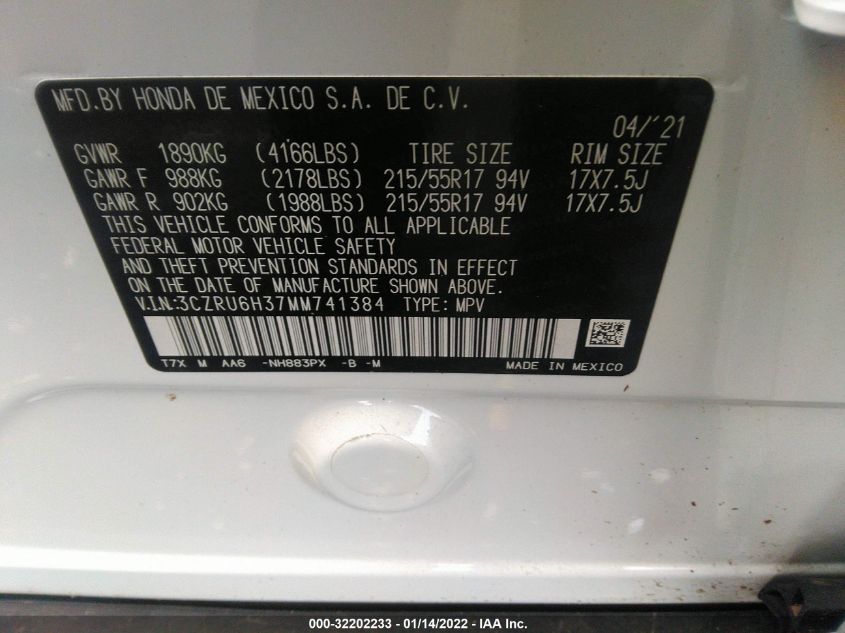 MFD.BY HONDA DE MEXICO S.A. DE C.V.
04/'21
GVWR 1890KG (4166LBS) TIRE SIZE RIM SIZE
GAWR F 988KG (2178LBS) 215/55R17 94V 17X7.5J
GAWR R 902KG (1988LBS) 215/55R17 94V 17X7.5J
THIS VEHICLE CONFORMS TO ALL APPLICABLE
FEDERAL MOTOR VEHICLE SAFETY
AND THEFT PREVENTION STANDARDS IN EFFECT
ON THE DATE OF MANUFACTURE SHOWN ABOVE.
V.I.N:3CZRU6H37MM741384 TYPE: MPV
T7X M AA6 -NH883PX -B -M MADE IN MEXICO
000-32202233 - 01/14/2022 - IAA Inc.